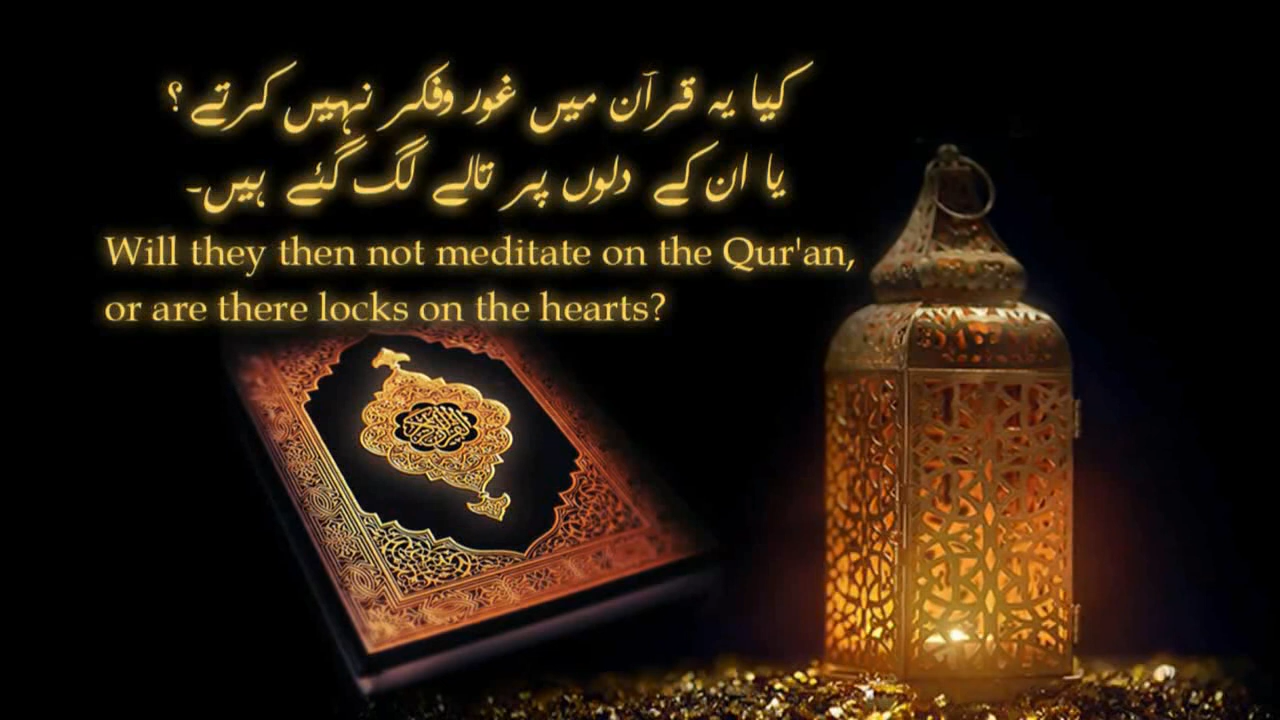 کیا یہ قرآن میں غور وفکر نہیں کرتے؟
یا ان کے دلوں پر تالے لگ گئے ہیں۔
Will they then not meditate on the Qur'an,
or are there locks on the hearts?